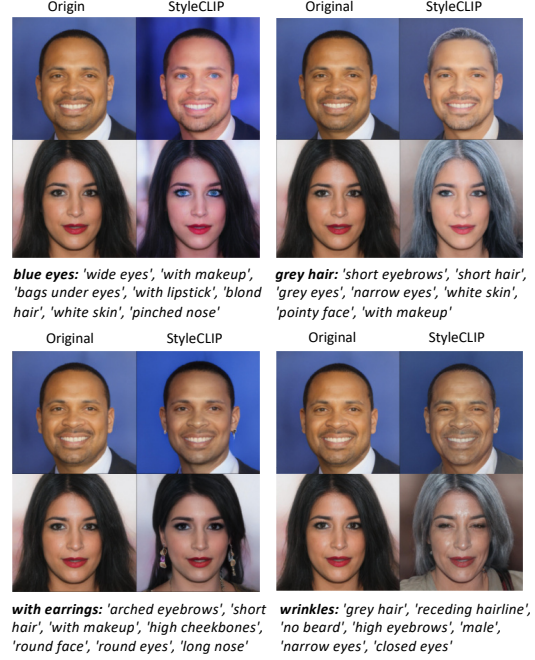 Origin StyleCLIP Original StyleCLIP
blue eyes: 'wide eyes', 'with makeup',
'bags under eyes', 'with lipstick', 'blond
hair', 'white skin', 'pinched nose'
grey hair: 'short eyebrows', 'short hair',
'grey eyes', 'narrow eyes', 'white skin',
'pointy face', 'with makeup'
Original StyleCLIP Original StyleCLIP
with earrings: 'arched eyebrows', 'short
hair', 'with makeup', 'high cheekbones',
'round face', 'round eyes', 'long nose'
wrinkles: 'grey hair', 'receding hairline',
'no beard', 'high eyebrows', 'male',
'narrow eyes', 'closed eyes'